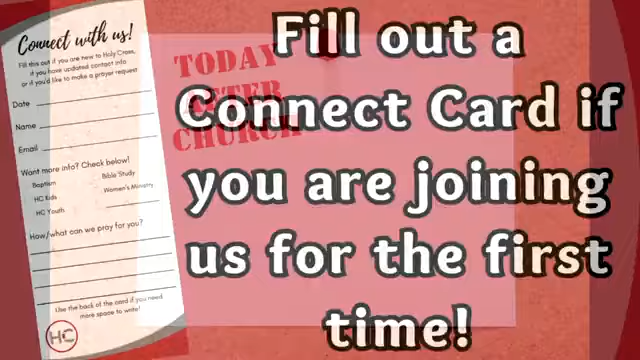 Connect with us!
Fill this out if you are new to Holy Cross,
if you have updated contact info
or if you'd like to make a prayer request
Date
Name
Email
Want more info? Check below!
Baptism Bible Study
HC Kids Women's Ministry
HC Youth
How/what can we pray for you?
Use the back of the card if you need
more space to write!
HC
TODAY
AFTER
CHURCH
Fill out a
Connect Card if
you are joining
us for the first
time!